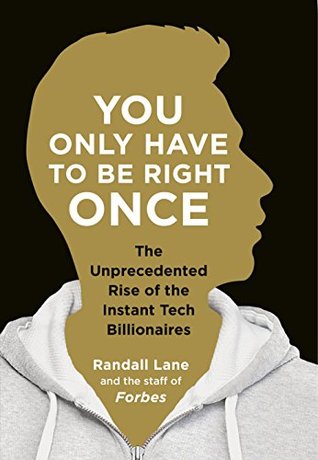 YOU
ONLY HAVE
TO BE RIGHT
ONCE
The
Unprecedented
Rise of the
Instant Tech
Billionaires
Randall Lane
and the staff of
Forbes